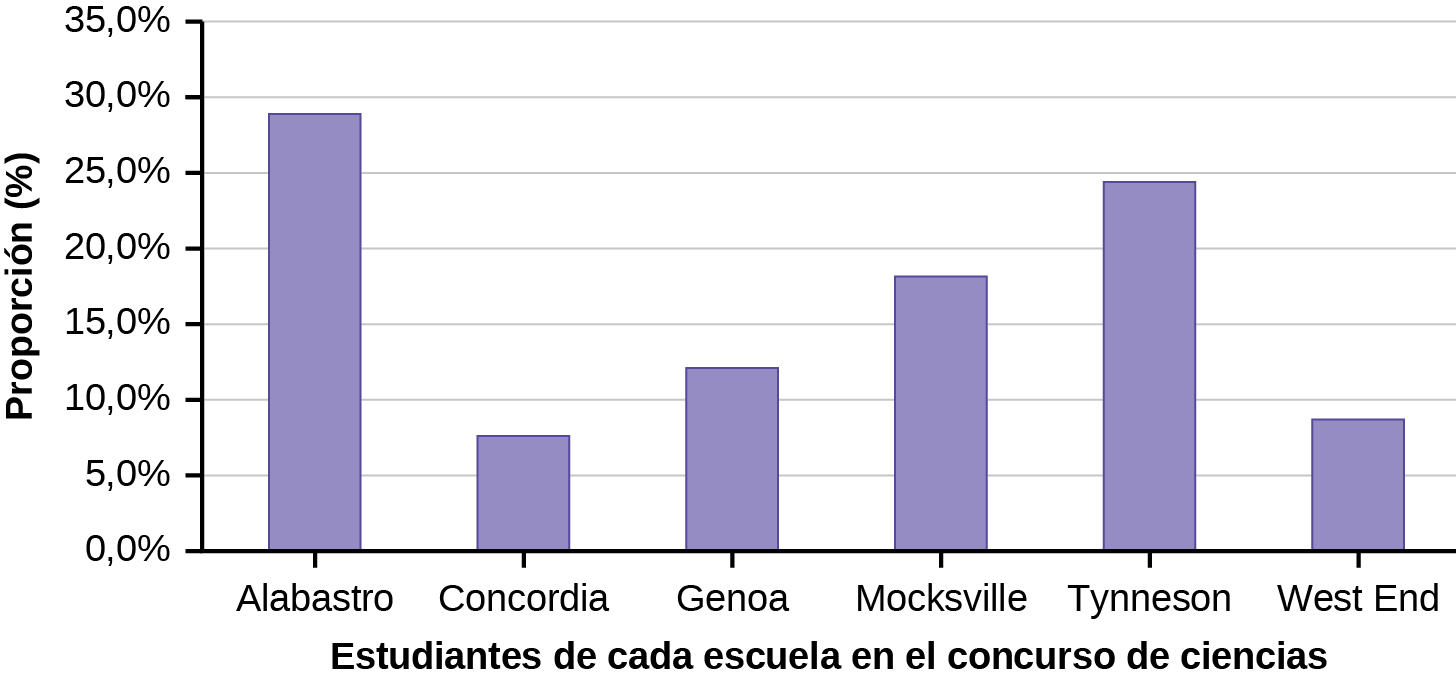 35,0%
30,0%
25,0%
20,0%
15,0%
10,0%
5,0%
0,0%
Proporción (%)
Alabastro Concordia Genoa Mocksville Tynneson West End
Estudiantes de cada escuela en el concurso de ciencias